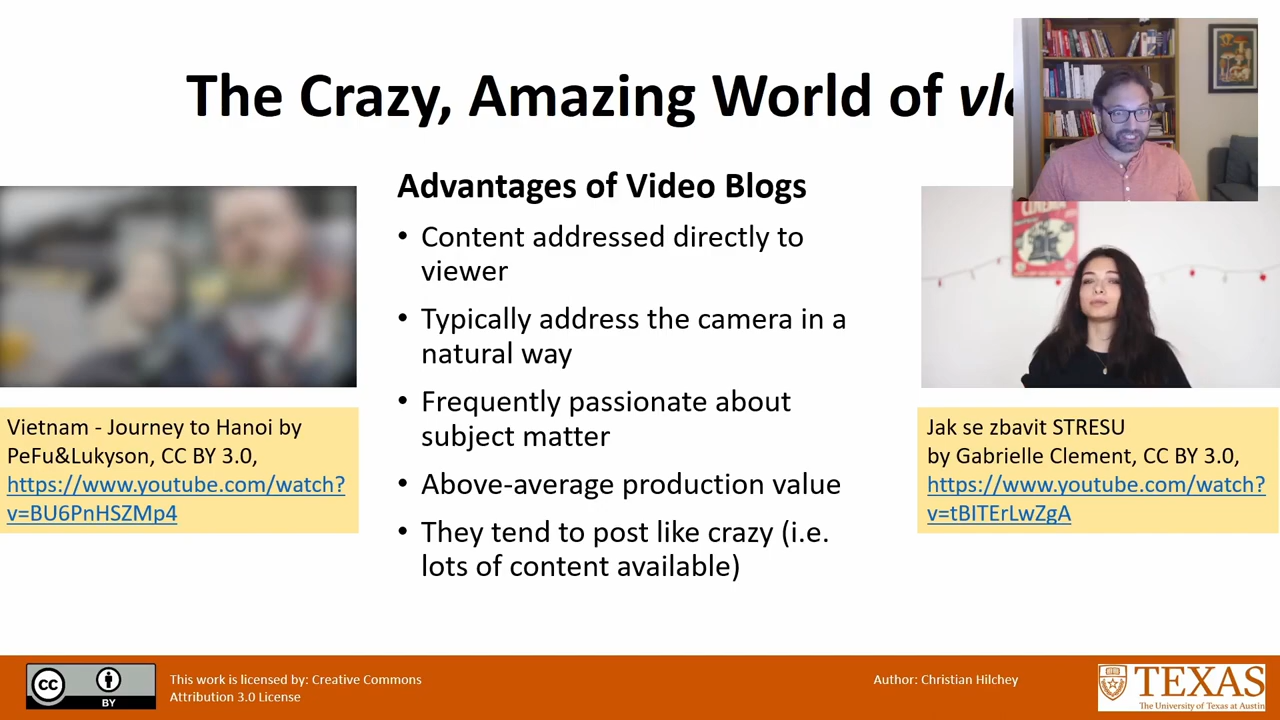 The Crazy, Amazing World of
Advantages of Video Blogs
• Content addressed directly to
viewer
• Typically address the camera in a
natural way
• Frequently passionate about
subject matter
• Above-average production value
• They tend to post like crazy (i.e.
lots of content available)
Vietnam - Journey to Hanoi by
PeFu&Lukyson, CC BY 3.0,
https://www.youtube.com/watch?
v=BU6PnHSZMp4
CINEMA
Jak se zbavit STRESU
by Gabrielle Clement, CC BY 3.0,
https://www.youtube.com/watch?
v=tBITErLwZgA
CC
BY
This work is licensed by: Creative Commons
Attribution 3.0 License
Author: Christian Hilchey
TEXAS
The University of Texas at Austin